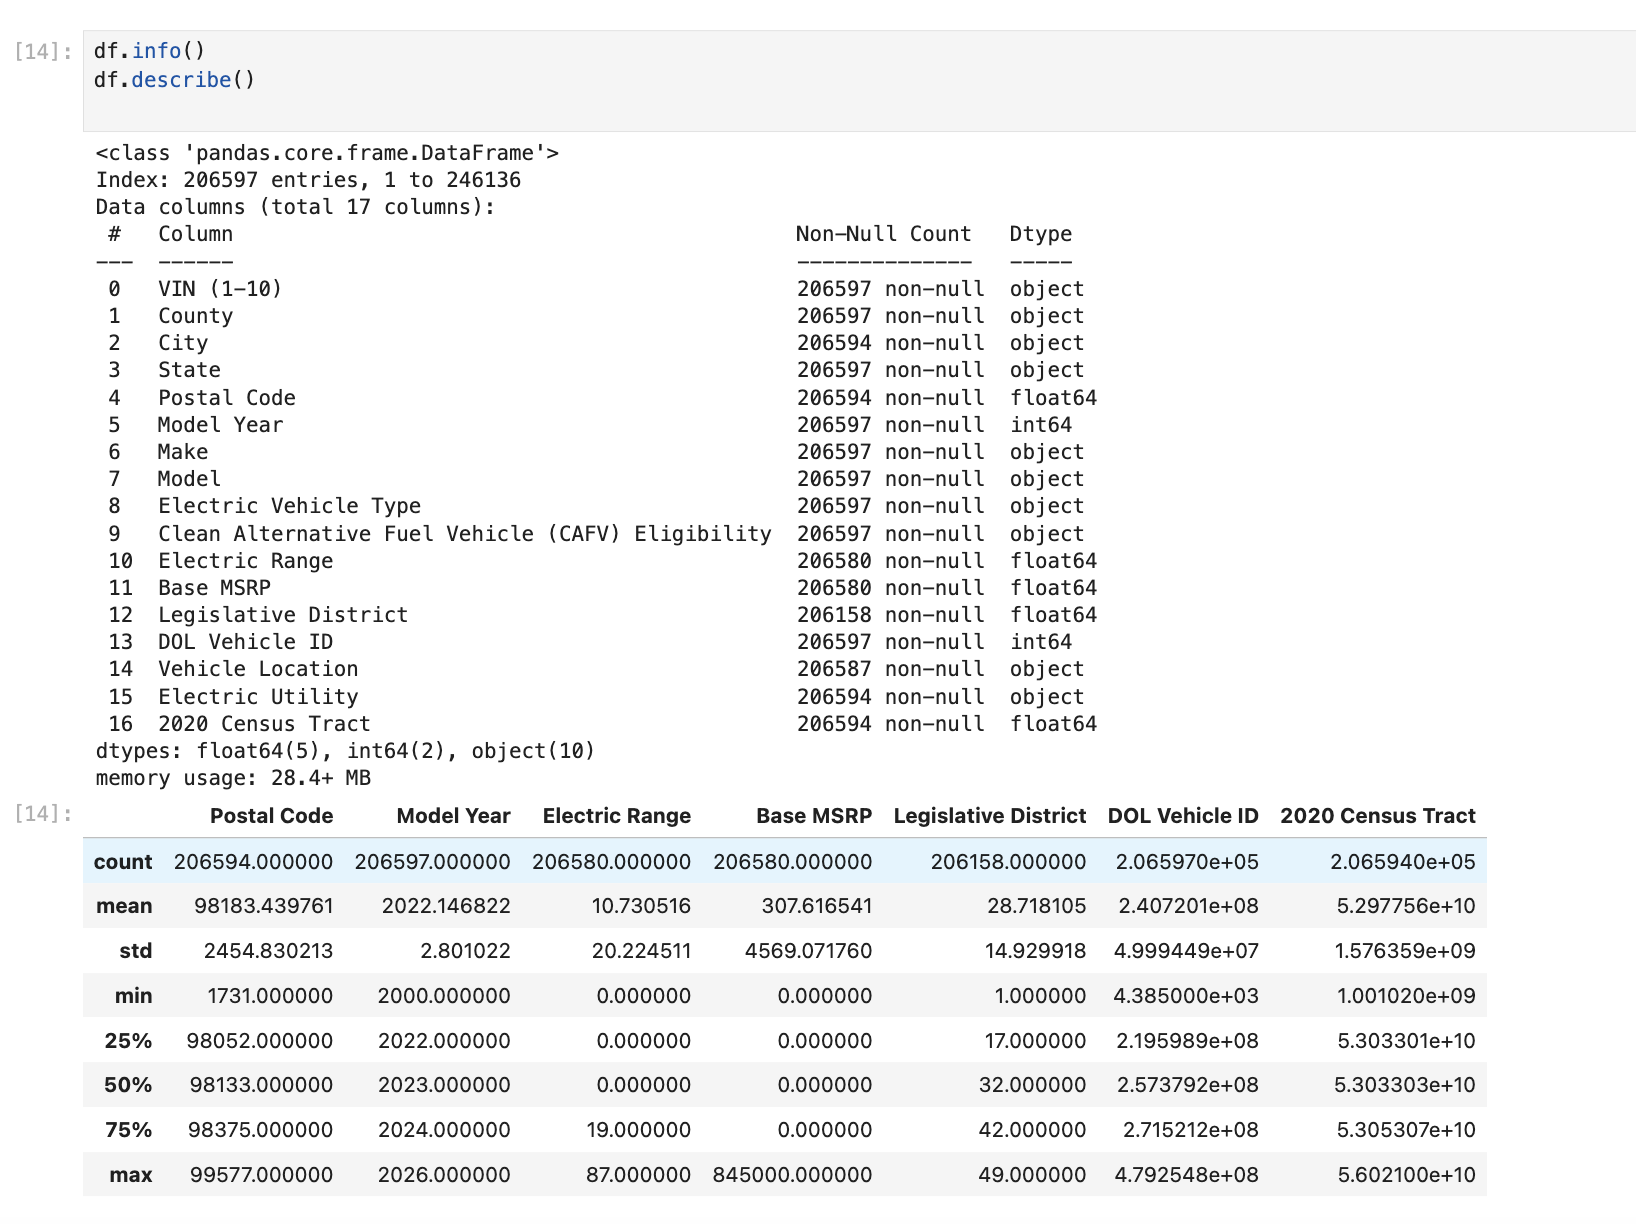 [14]: df.info()
df.describe()
<class 'pandas.core.frame.DataFrame'>
Index: 206597 entries, 1 to 246136
Data columns (total 17 columns):
 #   Column                                             Non-Null Count   Dtype
---  ------                                             --------------   -----
 0   VIN (1-10)                                         206597 non-null  object
 1   County                                             206597 non-null  object
 2   City                                               206594 non-null  object
 3   State                                              206597 non-null  object
 4   Postal Code                                        206594 non-null  float64
 5   Model Year                                         206597 non-null  int64
 6   Make                                               206597 non-null  object
 7   Model                                              206597 non-null  object
 8   Electric Vehicle Type                              206597 non-null  object
 9   Clean Alternative Fuel Vehicle (CAFV) Eligibility  206597 non-null  object
 10  Electric Range                                     206580 non-null  float64
 11  Base MSRP                                          206580 non-null  float64
 12  Legislative District                               206158 non-null  float64
 13  DOL Vehicle ID                                     206597 non-null  int64
 14  Vehicle Location                                   206587 non-null  object
 15  Electric Utility                                   206594 non-null  object
 16  2020 Census Tract                                  206594 non-null  float64
dtypes: float64(5), int64(2), object(10)
memory usage: 28.4+ MB
[14]: Postal Code Model Year Electric Range Base MSRP Legislative District DOL Vehicle ID 2020 Census Tract
count 206594.000000 206597.000000 206580.000000 206580.000000 206158.000000 2.065970e+05 2.065940e+05
mean 98183.439761 2022.146822 10.730516 307.616541 28.718105 2.407201e+08 5.297756e+10
std 2454.830213 2.801022 20.224511 4569.071760 14.929918 4.999449e+07 1.576359e+09
min 1731.000000 2000.000000 0.000000 0.000000 1.000000 4.385000e+03 1.001020e+09
25% 98052.000000 2022.000000 0.000000 0.000000 17.000000 2.195989e+08 5.303301e+10
50% 98133.000000 2023.000000 0.000000 0.000000 32.000000 2.573792e+08 5.303303e+10
75% 98375.000000 2024.000000 19.000000 0.000000 42.000000 2.715212e+08 5.305307e+10
max 99577.000000 2026.000000 87.000000 845000.000000 49.000000 4.792548e+08 5.602100e+10